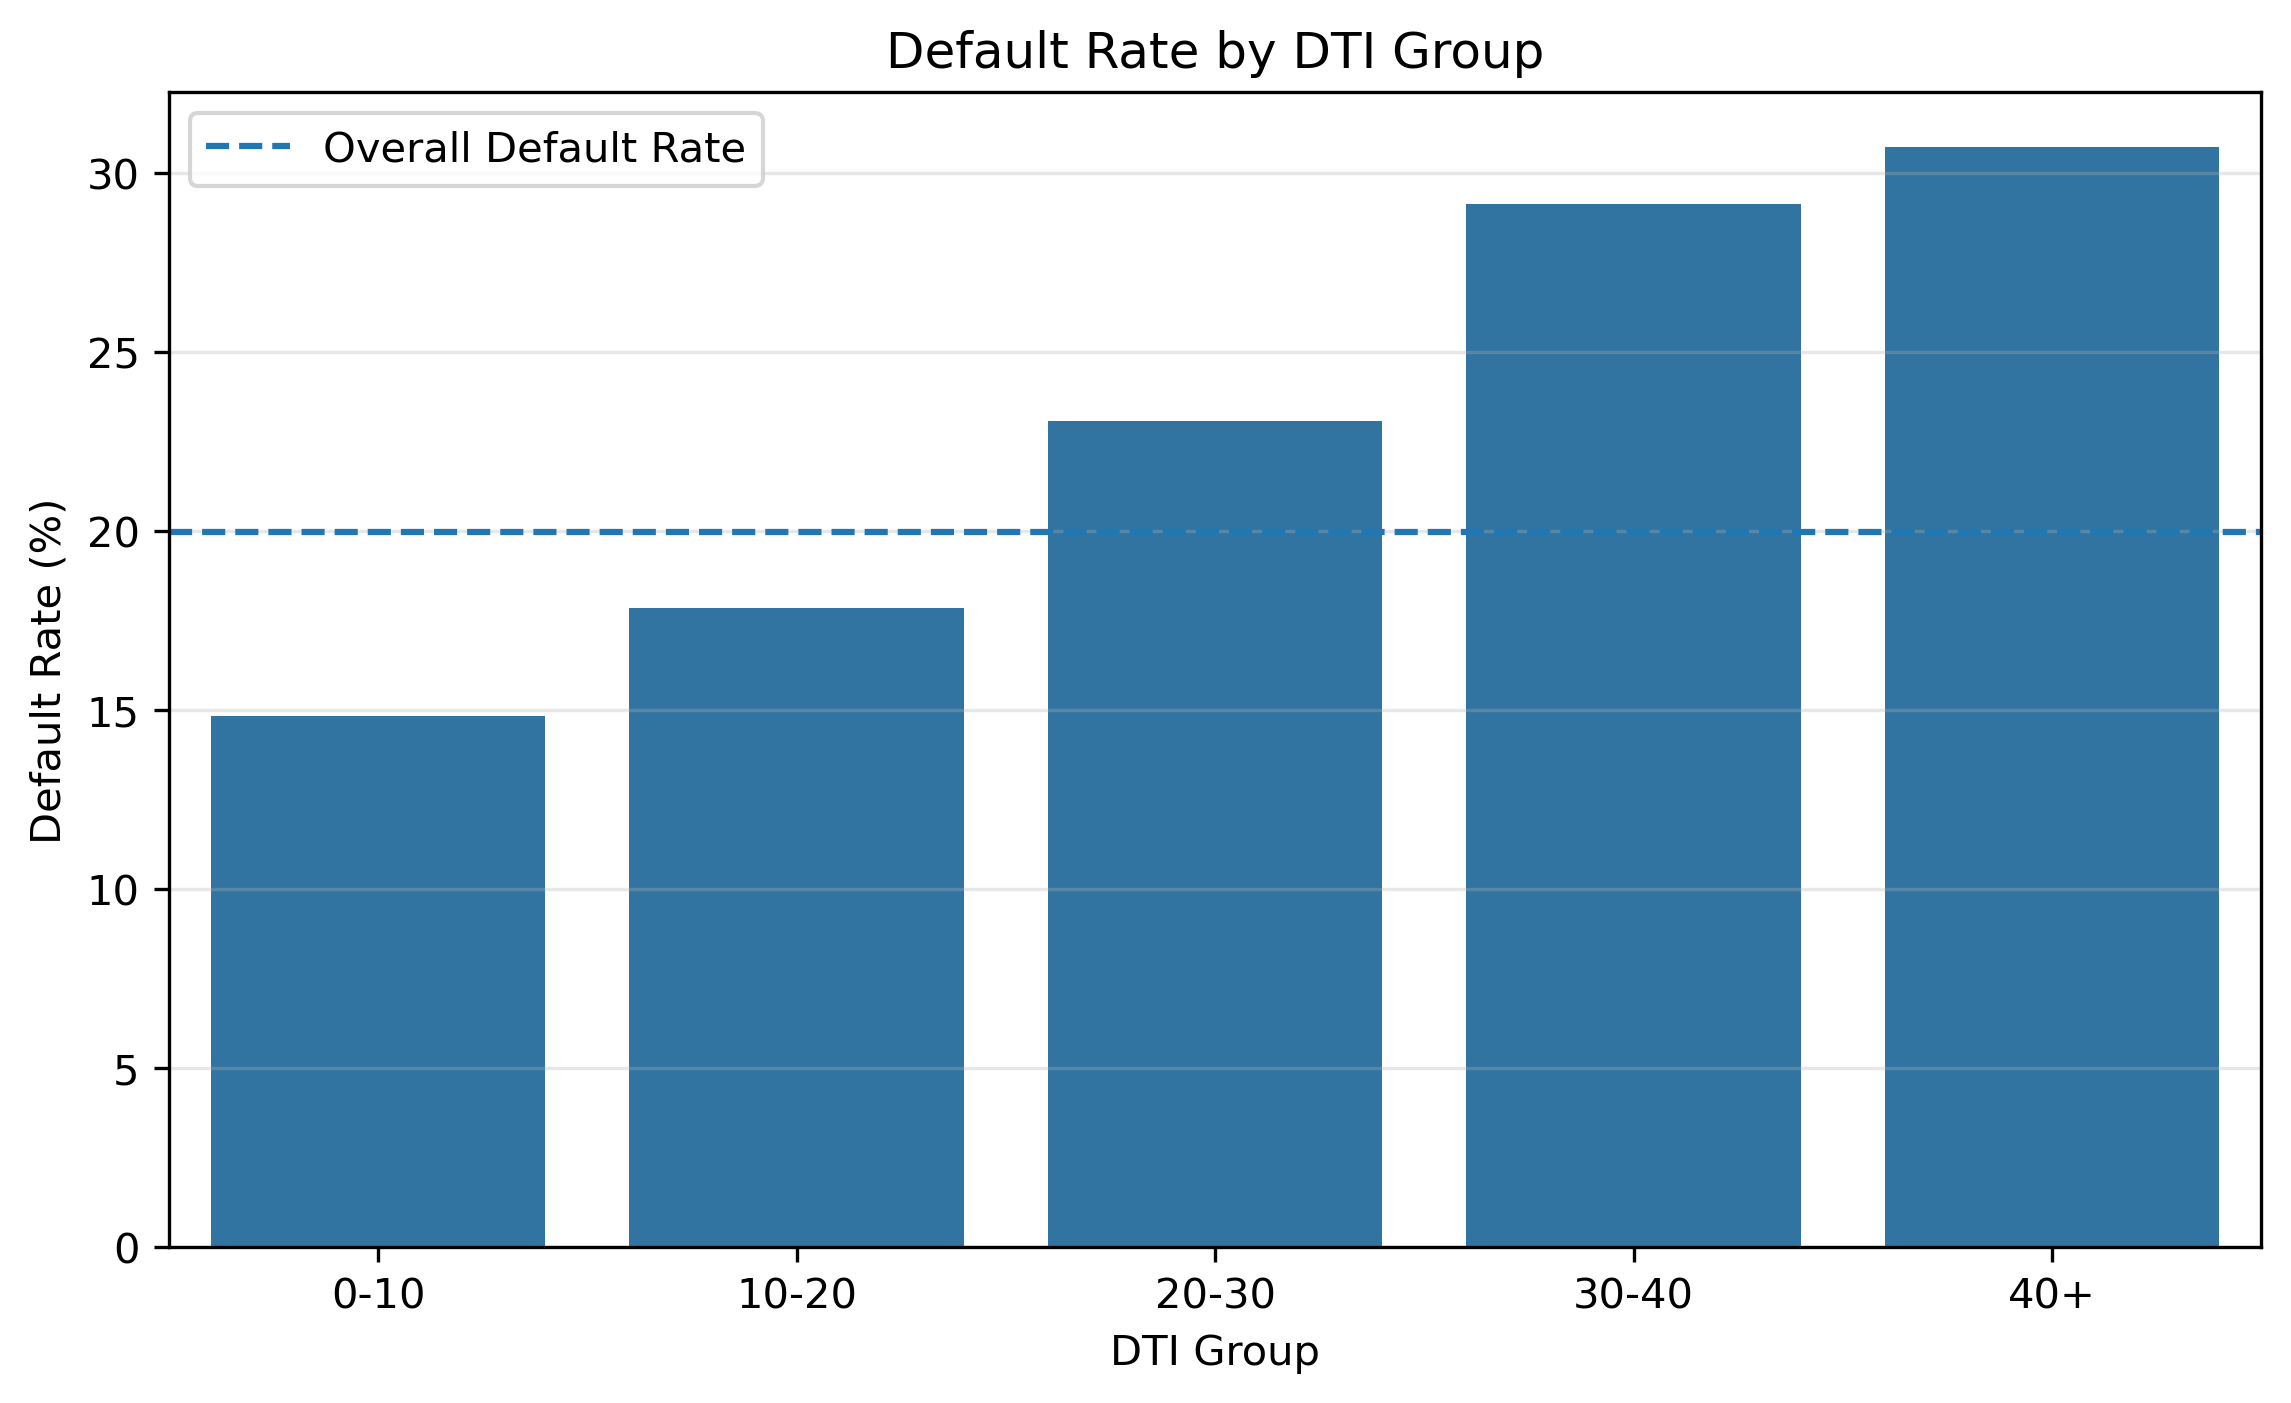 Default Rate by DTI Group
Overall Default Rate
30
25
20
15
10
5
0
Default Rate (%)
0-10 10-20 20-30 30-40 40+
DTI Group